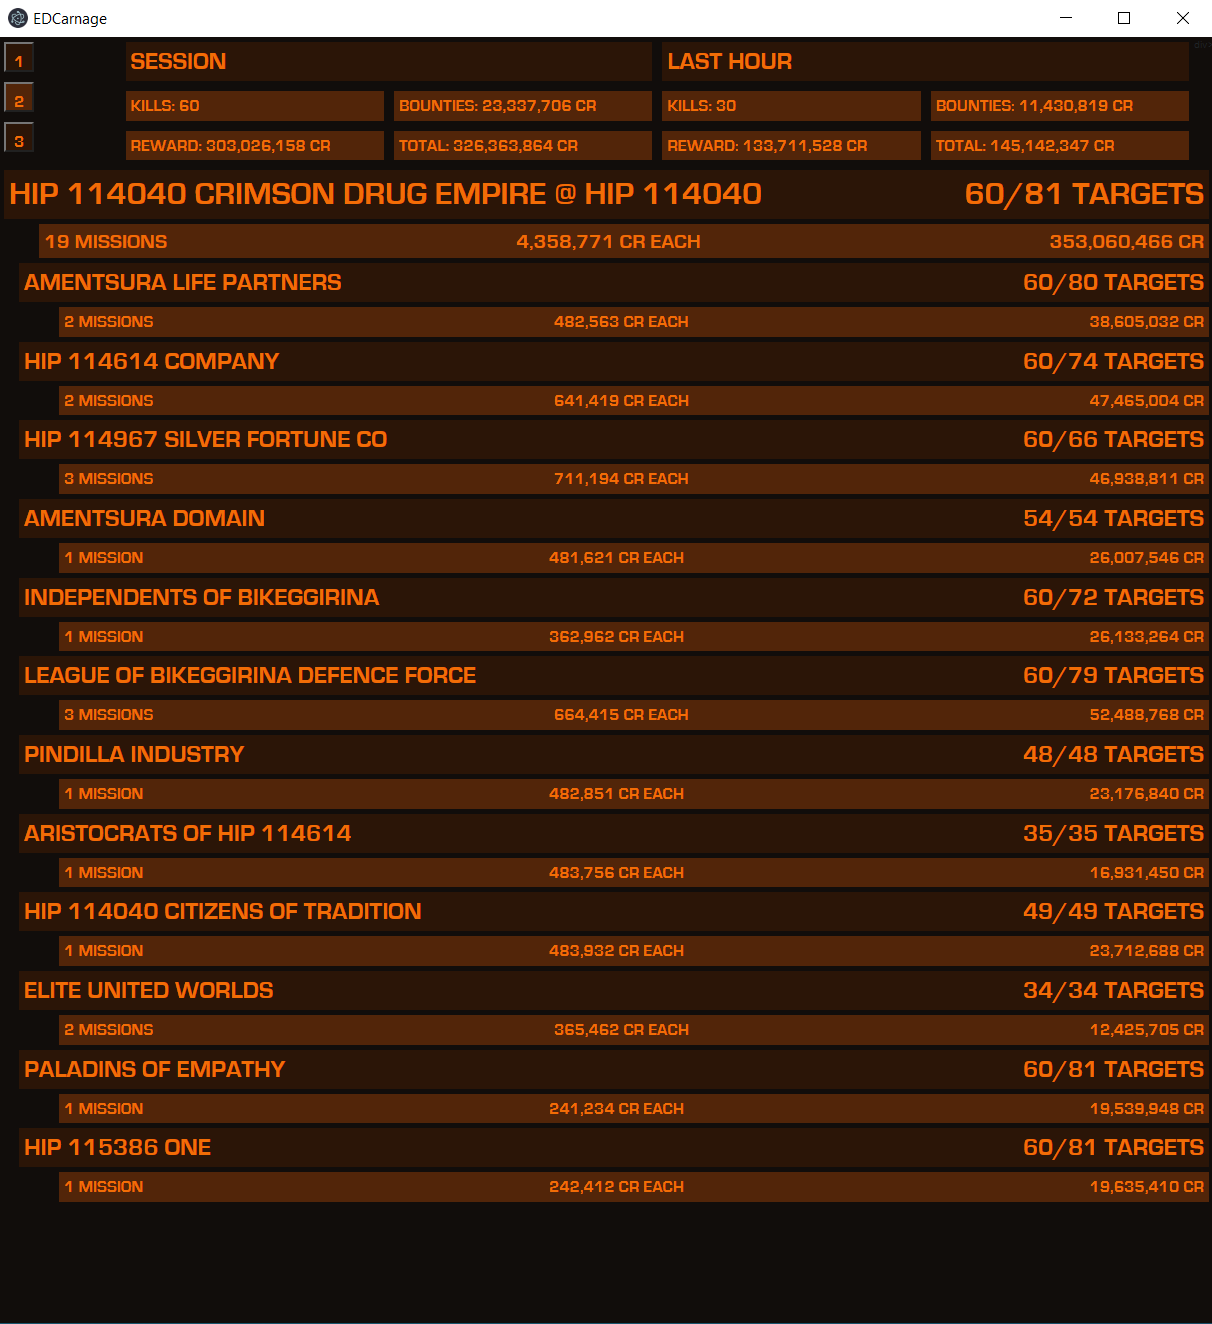 EDCarnage
1
SESSION
LAST HOUR
2
KILLS: 60
BOUNTIES: 23,337,706 CR
KILLS: 30
BOUNTIES: 11,430,819 CR
3
REWARD: 303,026,158 CR
TOTAL: 326,363,864 CR
REWARD: 133,711,528 CR
TOTAL: 145,142,347 CR
HIP 114040 CRIMSON DRUG EMPIRE @ HIP 114040 60/81 TARGETS
19 MISSIONS 4,358,771 CR EACH 353,060,466 CR
AMENTSURA LIFE PARTNERS 60/80 TARGETS
2 MISSIONS 482,563 CR EACH 38,605,032 CR
HIP 114614 COMPANY 60/74 TARGETS
2 MISSIONS 641,419 CR EACH 47,465,004 CR
HIP 114967 SILVER FORTUNE CO 60/66 TARGETS
3 MISSIONS 711,194 CR EACH 46,938,811 CR
AMENTSURA DOMAIN 54/54 TARGETS
1 MISSION 481,621 CR EACH 26,007,546 CR
INDEPENDENTS OF BIKEGGIRINA 60/72 TARGETS
1 MISSION 362,962 CR EACH 26,133,264 CR
LEAGUE OF BIKEGGIRINA DEFENCE FORCE 60/79 TARGETS
3 MISSIONS 664,415 CR EACH 52,488,768 CR
PINDILLA INDUSTRY 48/48 TARGETS
1 MISSION 482,851 CR EACH 23,176,840 CR
ARISTOCRATS OF HIP 114614 35/35 TARGETS
1 MISSION 483,756 CR EACH 16,931,450 CR
HIP 114040 CITIZENS OF TRADITION 49/49 TARGETS
1 MISSION 483,932 CR EACH 23,712,688 CR
ELITE UNITED WORLDS 34/34 TARGETS
2 MISSIONS 365,462 CR EACH 12,425,705 CR
PALADINS OF EMPATHY 60/81 TARGETS
1 MISSION 241,234 CR EACH 19,539,948 CR
HIP 115386 ONE 60/81 TARGETS
1 MISSION 242,412 CR EACH 19,635,410 CR